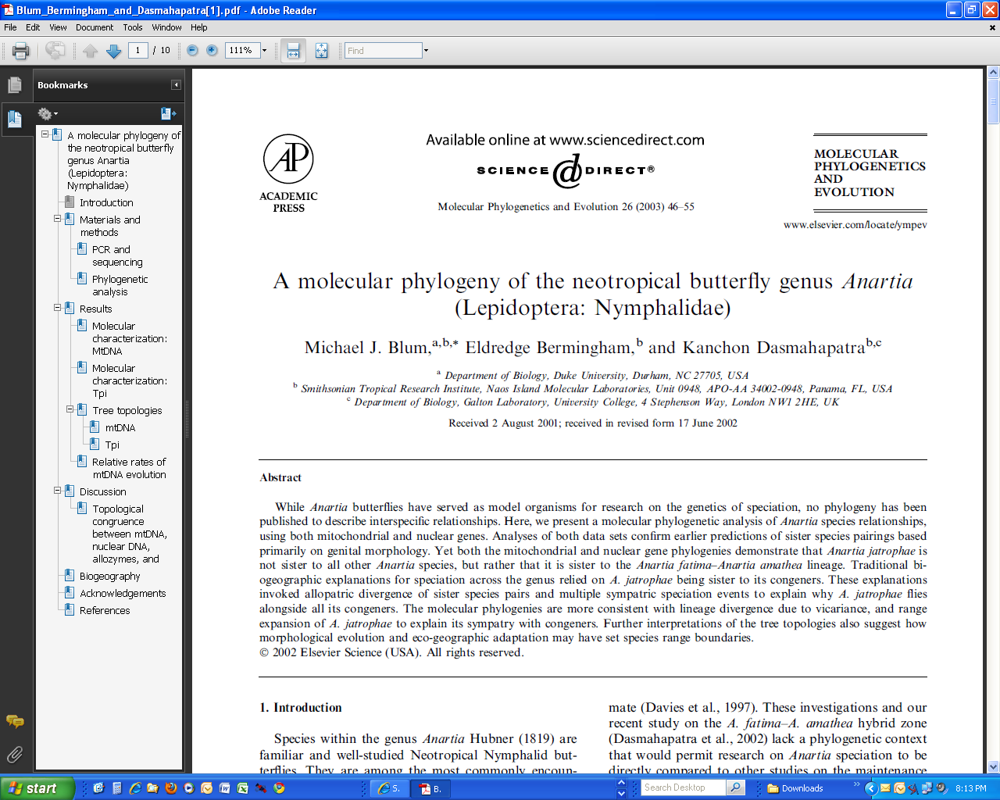 Blum_Bermingham_and_Dasmahapatra[1].pdf - Adobe Reader
File Edit View Document Tools Window Help
1 / 10 111% Find
Bookmarks
A molecular phylogeny of
the neotropical butterfly
genus Anartia
(Lepidoptera:
Nymphalidae)
Introduction
Materials and
methods
PCR and
sequencing
Phylogenetic
analysis
Results
Molecular
characterization:
MtDNA
Molecular
characterization:
Tpi
Tree topologies
mtDNA
Tpi
Relative rates of
mtDNA evolution
Discussion
Topological
congruence
between mtDNA,
nuclear DNA,
allozymes, and
Biogeography
Acknowledgements
References
AP
ACADEMIC
PRESS
Available online at www.sciencedirect.com
SCIENCE d DIRECT®
Molecular Phylogenetics and Evolution 26 (2003) 46–55
MOLECULAR
PHYLOGENETICS
AND
EVOLUTION
www.elsevier.com/locate/ympev
A molecular phylogeny of the neotropical butterfly genus Anartia
(Lepidoptera: Nymphalidae)
Michael J. Blum,a,b,* Eldredge Bermingham,b and Kanchon Dasmahapatrab,c
a Department of Biology, Duke University, Durham, NC 27705, USA
b Smithsonian Tropical Research Institute, Naos Island Molecular Laboratories, Unit 0948, APO-AA 34002-0948, Panama, FL, USA
c Department of Biology, Galton Laboratory, University College, 4 Stephenson Way, London NW1 2HE, UK
Received 2 August 2001; received in revised form 17 June 2002
Abstract
While Anartia butterflies have served as model organisms for research on the genetics of speciation, no phylogeny has been
published to describe interspecific relationships. Here, we present a molecular phylogenetic analysis of Anartia species relationships,
using both mitochondrial and nuclear genes. Analyses of both data sets confirm earlier predictions of sister species pairings based
primarily on genital morphology. Yet both the mitochondrial and nuclear gene phylogenies demonstrate that Anartia jatrophae is
not sister to all other Anartia species, but rather that it is sister to the Anartia fatima–Anartia amathea lineage. Traditional bi-
ogeographic explanations for speciation across the genus relied on A. jatrophae being sister to its congeners. These explanations
invoked allopatric divergence of sister species pairs and multiple sympatric speciation events to explain why A. jatrophae flies
alongside all its congeners. The molecular phylogenies are more consistent with lineage divergence due to vicariance, and range
expansion of A. jatrophae to explain its sympatry with congeners. Further interpretations of the tree topologies also suggest how
morphological evolution and eco-geographic adaptation may have set species range boundaries.
© 2002 Elsevier Science (USA). All rights reserved.
1. Introduction
Species within the genus Anartia Hubner (1819) are
familiar and well-studied Neotropical Nymphalid but-
terflies. They are among the most commonly encoun-
mate (Davies et al., 1997). These investigations and our
recent study on the A. fatima–A. amathea hybrid zone
(Dasmahapatra et al., 2002) lack a phylogenetic context
that would permit research on Anartia speciation to be
directly compared to other studies on the maintenance
start S. B. Search Desktop Downloads 8:13 PM